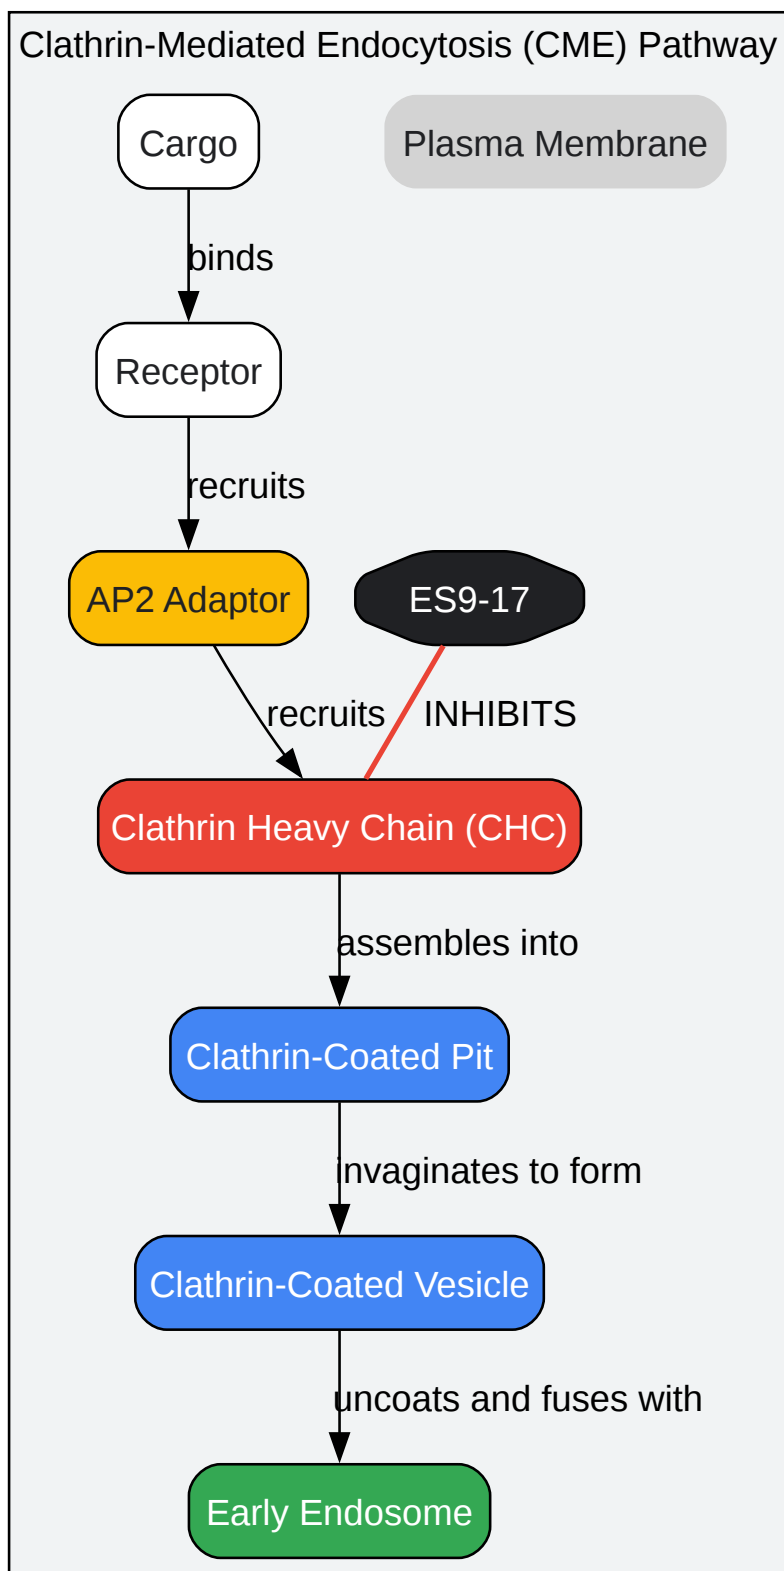 Clathrin-Mediated Endocytosis (CME) Pathway
Cargo
Plasma Membrane
binds
Receptor
recruits
AP2 Adaptor
ES9-17
recruits
INHIBITS
Clathrin Heavy Chain (CHC)
assembles into
Clathrin-Coated Pit
invaginates to form
Clathrin-Coated Vesicle
uncoats and fuses with
Early Endosome